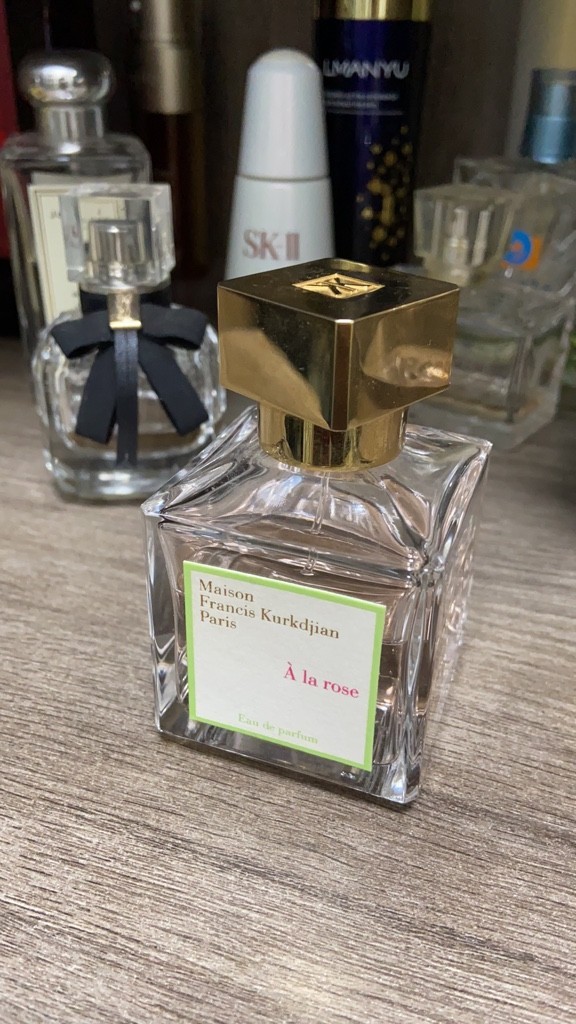 LMANYU
SK-II
Maison
Francis Kurkdjian
Paris
À la rose
Eau de parfum